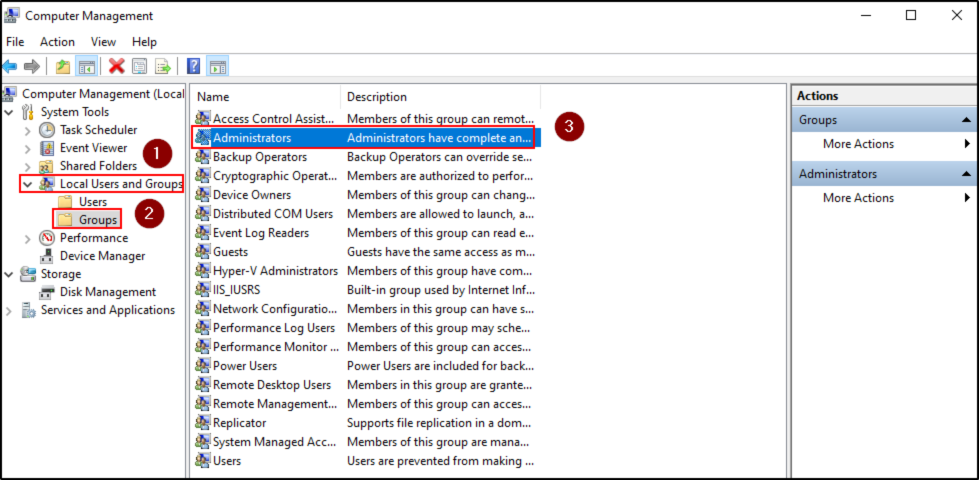 Computer Management
File Action View Help
Computer Management (Local
System Tools
Task Scheduler
Event Viewer
1
Shared Folders
Local Users and Groups
Users
2
Groups
Performance
Device Manager
Storage
Disk Management
Services and Applications
Name Description
Access Control Assist... Members of this group can remot...
3
Administrators Administrators have complete an...
Backup Operators Backup Operators can override se...
Cryptographic Operat... Members are authorized to perfor...
Device Owners Members of this group can chang...
Distributed COM Users Members are allowed to launch, a...
Event Log Readers Members of this group can read e...
Guests Guests have the same access as m...
Hyper-V Administrators Members of this group have com...
IIS_IUSRS Built-in group used by Internet Inf...
Network Configuratio... Members in this group can have s...
Performance Log Users Members of this group may sche...
Performance Monitor ... Members of this group can acces...
Power Users Power Users are included for back...
Remote Desktop Users Members in this group are grante...
Remote Management... Members of this group can acces...
Replicator Supports file replication in a dom...
System Managed Acc... Members of this group are mana...
Users Users are prevented from making ...
Actions
Groups
More Actions
Administrators
More Actions